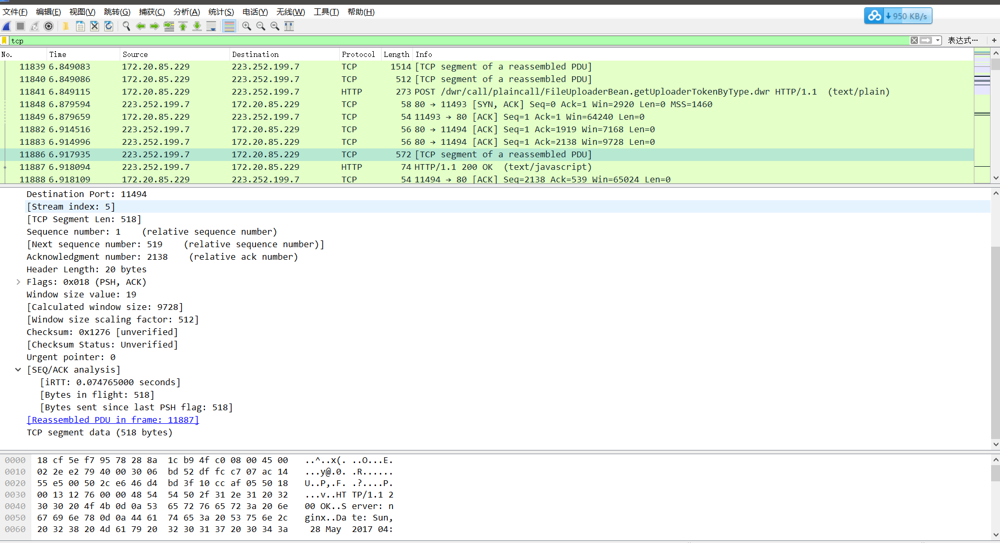 文件(F) 编辑(E) 视图(V) 跳转(G) 捕获(C) 分析(A) 统计(S) 电话(Y) 无线(W) 工具(T) 帮助(H)
950 KB/s
tcp 表达式… +
No. Time Source Destination Protocol Length Info
11839 6.849083 172.20.85.229 223.252.199.7 TCP 1514 [TCP segment of a reassembled PDU]
11840 6.849086 172.20.85.229 223.252.199.7 TCP 512 [TCP segment of a reassembled PDU]
11841 6.849115 172.20.85.229 223.252.199.7 HTTP 273 POST /dwr/call/plaincall/FileUploaderBean.getUploaderTokenByType.dwr HTTP/1.1  (text/plain)
11848 6.879594 223.252.199.7 172.20.85.229 TCP 58 80 → 11493 [SYN, ACK] Seq=0 Ack=1 Win=2920 Len=0 MSS=1460
11849 6.879659 172.20.85.229 223.252.199.7 TCP 54 11493 → 80 [ACK] Seq=1 Ack=1 Win=64240 Len=0
11882 6.914516 223.252.199.7 172.20.85.229 TCP 56 80 → 11494 [ACK] Seq=1 Ack=1919 Win=7168 Len=0
11883 6.914996 223.252.199.7 172.20.85.229 TCP 56 80 → 11494 [ACK] Seq=1 Ack=2138 Win=9728 Len=0
11886 6.917935 223.252.199.7 172.20.85.229 TCP 572 [TCP segment of a reassembled PDU]
11887 6.918094 223.252.199.7 172.20.85.229 HTTP 74 HTTP/1.1 200 OK  (text/javascript)
11888 6.918109 172.20.85.229 223.252.199.7 TCP 54 11494 → 80 [ACK] Seq=2138 Ack=539 Win=65024 Len=0
Destination Port: 11494
[Stream index: 5]
[TCP Segment Len: 518]
Sequence number: 1    (relative sequence number)
[Next sequence number: 519    (relative sequence number)]
Acknowledgment number: 2138    (relative ack number)
Header Length: 20 bytes
Flags: 0x018 (PSH, ACK)
Window size value: 19
[Calculated window size: 9728]
[Window size scaling factor: 512]
Checksum: 0x1276 [unverified]
[Checksum Status: Unverified]
Urgent pointer: 0
[SEQ/ACK analysis]
[iRTT: 0.074765000 seconds]
[Bytes in flight: 518]
[Bytes sent since last PSH flag: 518]
[Reassembled PDU in frame: 11887]
TCP segment data (518 bytes)
0000 18 cf 5e f7 95 78 28 8a 1c b9 4f c0 08 00 45 00 ..^..x(. ..O...E.
0010 02 2e e2 79 40 00 30 06 bd 52 df fc c7 07 ac 14 ...y@.0. .R......
0020 55 e5 00 50 2c e6 46 d4 bd 3f 10 cc af 05 50 18 U..P,.F. .?....P.
0030 00 13 12 76 00 00 48 54 54 50 2f 31 2e 31 20 32 ...v..HT TP/1.1 2
0040 30 30 20 4f 4b 0d 0a 53 65 72 76 65 72 3a 20 6e 00 OK..S erver: n
0050 67 69 6e 78 0d 0a 44 61 74 65 3a 20 53 75 6e 2c ginx..Da te: Sun,
0060 20 32 38 20 4d 61 79 20 32 30 31 37 20 30 34 3a 28 May  2017 04: